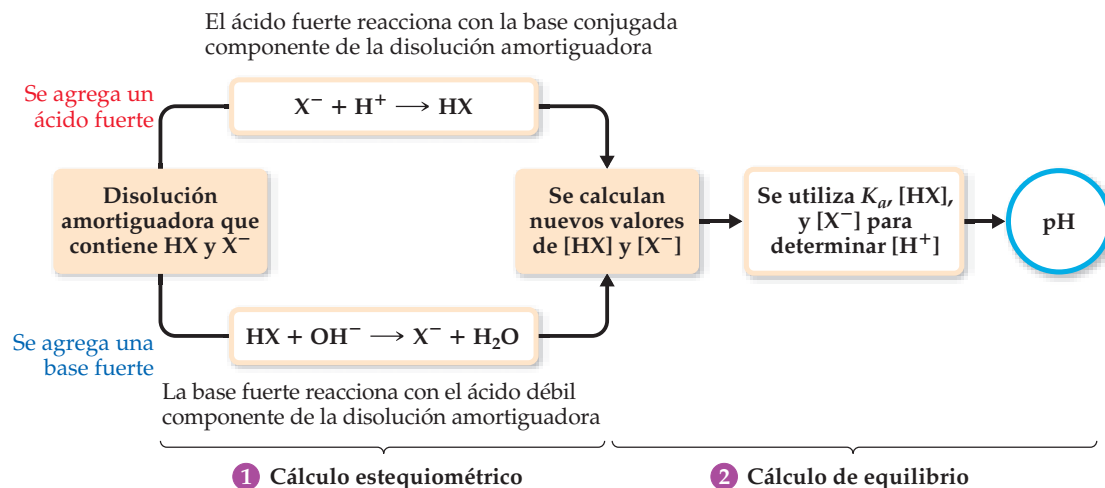 El ácido fuerte reacciona con la base conjugada
componente de la disolución amortiguadora
Se agrega un
ácido fuerte
X⁻ + H⁺ ⟶ HX
Disolución
amortiguadora que
contiene HX y X⁻
Se calculan
nuevos valores
de [HX] y [X⁻]
Se utiliza Kₐ, [HX],
y [X⁻] para
determinar [H⁺]
pH
Se agrega una
base fuerte
HX + OH⁻ ⟶ X⁻ + H₂O
La base fuerte reacciona con el ácido débil
componente de la disolución amortiguadora
1 Cálculo estequiométrico
2 Cálculo de equilibrio